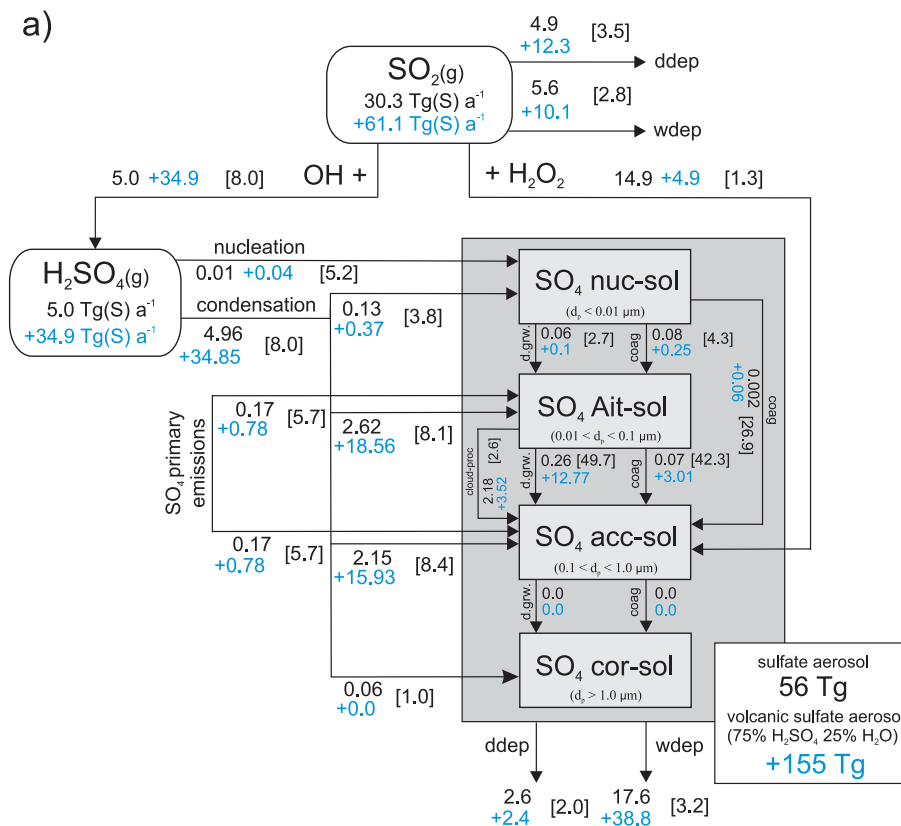 a)
4.9 [3.5]
+12.3
ddep
SO2(g)
30.3 Tg(S) a-1
+61.1 Tg(S) a-1
5.6 [2.8]
+10.1
wdep
5.0 +34.9 [8.0]
OH +
+ H2O2
14.9 +4.9 [1.3]
H2SO4(g)
5.0 Tg(S) a-1
+34.9 Tg(S) a-1
nucleation
0.01 +0.04 [5.2]
condensation
4.96 [8.0]
+34.85
0.13 [3.8]
+0.37
SO4 nuc-sol
(dp < 0.01 µm)
d.grw.
0.06 [2.7]
+0.1
coag
0.08 [4.3]
+0.25
coag
0.002 [26.9]
+0.06
SO4 primary
emissions
0.17 [5.7]
+0.78
2.62 [8.1]
+18.56
SO4 Ait-sol
(0.01 < dp < 0.1 µm)
cloud-proc
2.18 [2.6]
+3.52
d.grw.
0.26 [49.7]
+12.77
coag
0.07 [42.3]
+3.01
0.17 [5.7]
+0.78
2.15 [8.4]
+15.93
SO4 acc-sol
(0.1 < dp < 1.0 µm)
d.grw.
0.0
0.0
coag
0.0
0.0
SO4 cor-sol
(dp > 1.0 µm)
0.06 [1.0]
+0.0
sulfate aerosol
56 Tg
volcanic sulfate aeroso
(75% H2SO4 25% H2O)
+155 Tg
ddep
2.6 [2.0]
+2.4
wdep
17.6 [3.2]
+38.8